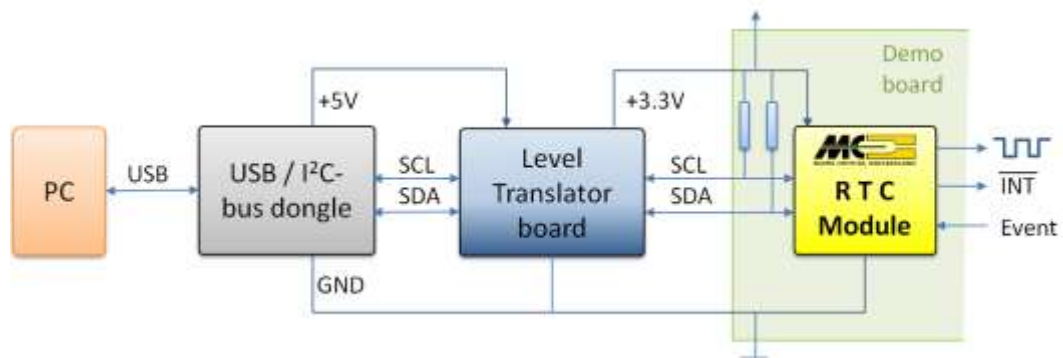 Demo
board
+5V
+3.3V
PC
USB
USB / I²C-
bus dongle
SCL
SDA
Level
Translator
board
SCL
SDA
MC
R T C
Module
INT
Event
GND